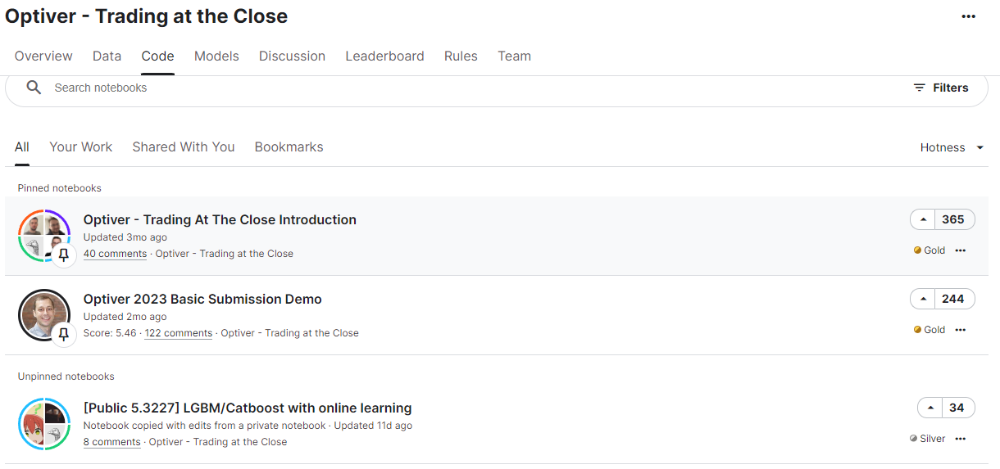 Optiver - Trading at the Close
Overview Data Code Models Discussion Leaderboard Rules Team
Search notebooks Filters
All Your Work Shared With You Bookmarks Hotness
Pinned notebooks
Optiver - Trading At The Close Introduction 365
Updated 3mo ago
40 comments · Optiver - Trading at the Close Gold
Optiver 2023 Basic Submission Demo 244
Updated 2mo ago
Score: 5.46 · 122 comments · Optiver - Trading at the Close Gold
Unpinned notebooks
[Public 5.3227] LGBM/Catboost with online learning 34
Notebook copied with edits from a private notebook · Updated 11d ago
8 comments · Optiver - Trading at the Close Silver